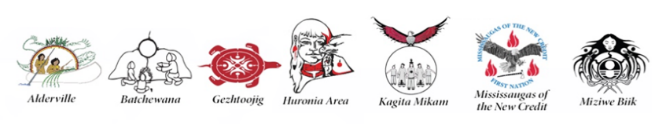 MISSISSAUGAS OF THE NEW CREDIT
FIRST NATION
Alderville
Batchewana
Gezhtoojig
Huronia Area
Kagita Mikam
Mississaugas of
the New Credit
Miziwe Biik